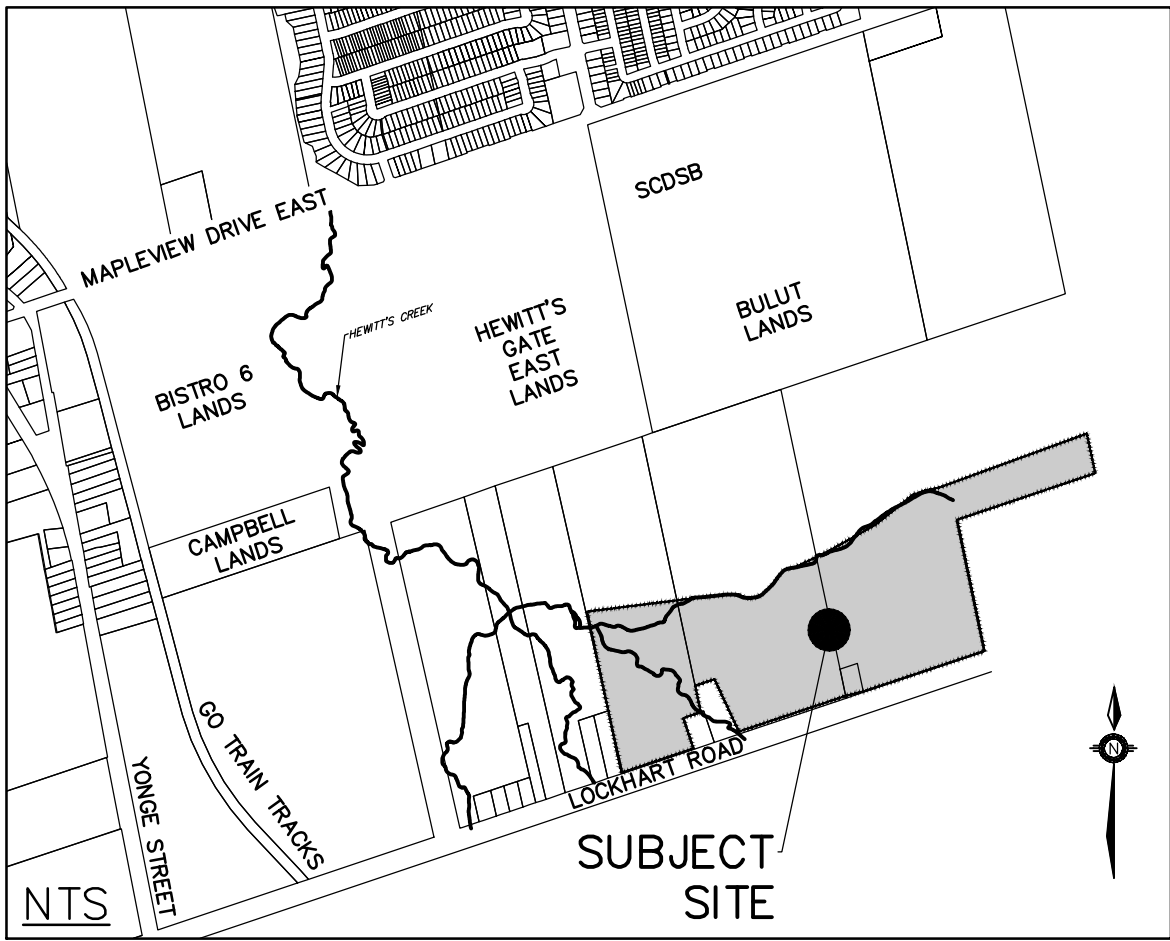 SCDSB
MAPLEVIEW DRIVE EAST
HEWITT'S CREEK
HEWITT'S
GATE
EAST
LANDS
BULUT
LANDS
BISTRO 6
LANDS
CAMPBELL
LANDS
GO TRAIN TRACKS
YONGE STREET
LOCKHART ROAD
SUBJECT
SITE
N
NTS